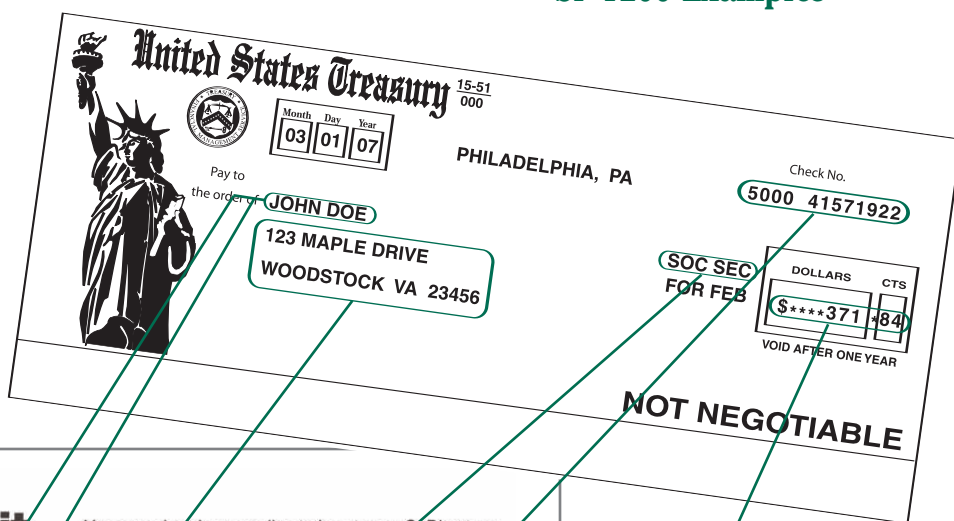 United States Treasury 15-51
000
Month Day Year
03 01 07
PHILADELPHIA, PA
Check No.
5000 41571922
Pay to
the order of JOHN DOE
123 MAPLE DRIVE
WOODSTOCK VA 23456
SOC SEC
FOR FEB
DOLLARS CTS
$****371 *84
VOID AFTER ONE YEAR
NOT NEGOTIABLE